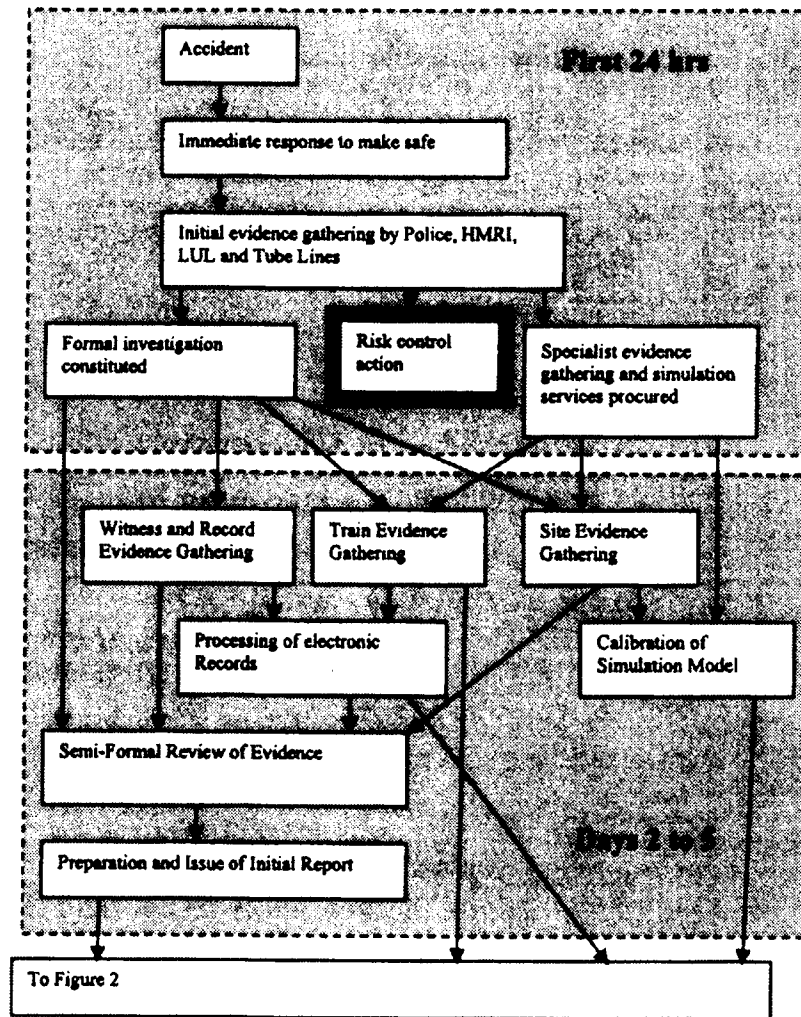 Accident
First 24 hrs
Immediate response to make safe
Initial evidence gathering by Police, HMRI,
LUL and Tube Lines
Formal investigation
constituted
Risk control
action
Specialist evidence
gathering and simulation
services procured
Witness and Record
Evidence Gathering
Train Evidence
Gathering
Site Evidence
Gathering
Processing of electronic
Records
Calibration of
Simulation Model
Semi-Formal Review of Evidence
Days 2 to 5
Preparation and Issue of Initial Report
To Figure 2